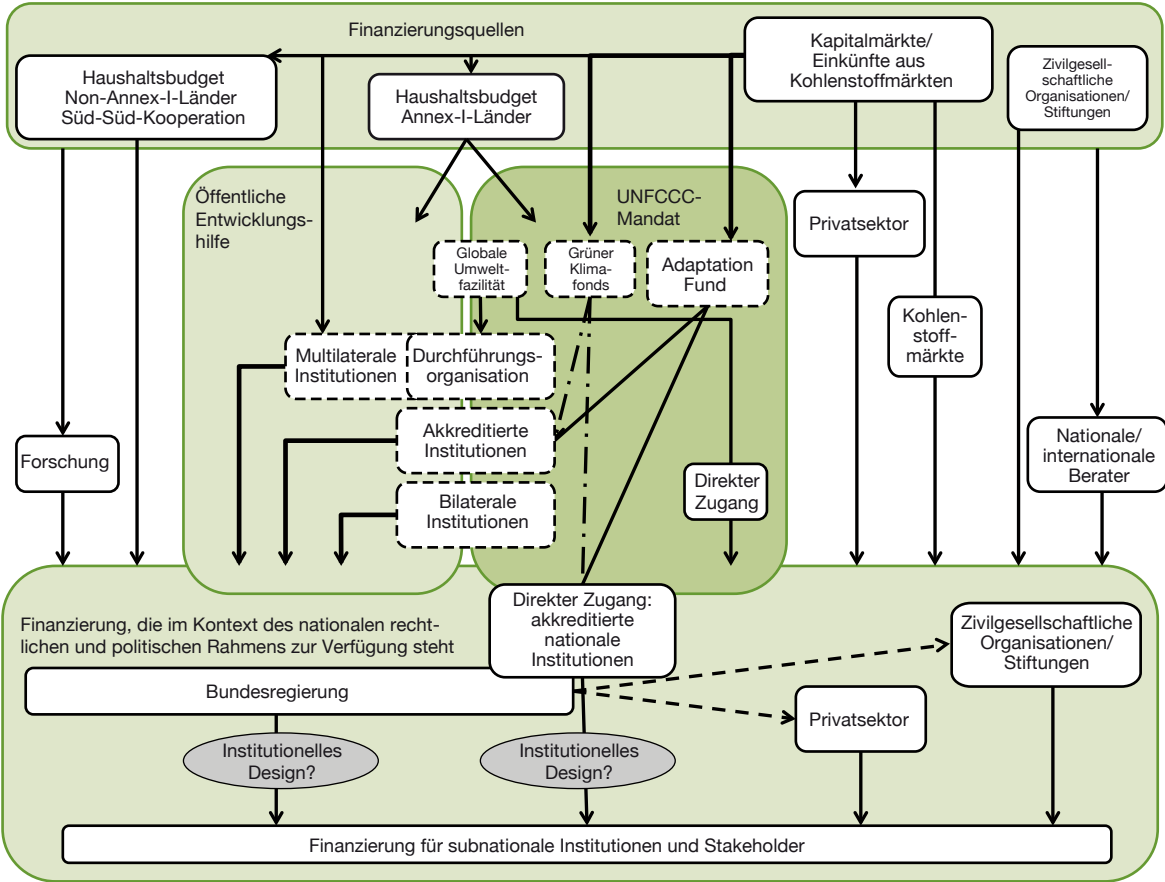 Finanzierungsquellen
Haushaltsbudget
Non-Annex-I-Länder
Süd-Süd-Kooperation
Haushaltsbudget
Annex-I-Länder
Kapitalmärkte/
Einkünfte aus
Kohlenstoffmärkten
Zivilgesell-
schaftliche
Organisationen/
Stiftungen
Öffentliche
Entwicklungs-
hilfe
UNFCCC-
Mandat
Privatsektor
Globale
Umwelt-
fazilität
Grüner
Klima-
fonds
Adaptation
Fund
Kohlen-
stoff-
märkte
Multilaterale
Institutionen
Durchführungs-
organisation
Akkreditierte
Institutionen
Bilaterale
Institutionen
Forschung
Direkter
Zugang
Nationale/
internationale
Berater
Direkter Zugang:
akkreditierte
nationale
Institutionen
Finanzierung, die im Kontext des nationalen recht-
lichen und politischen Rahmens zur Verfügung steht
Zivilgesellschaftliche
Organisationen/
Stiftungen
Bundesregierung
Privatsektor
Institutionelles
Design?
Institutionelles
Design?
Finanzierung für subnationale Institutionen und Stakeholder